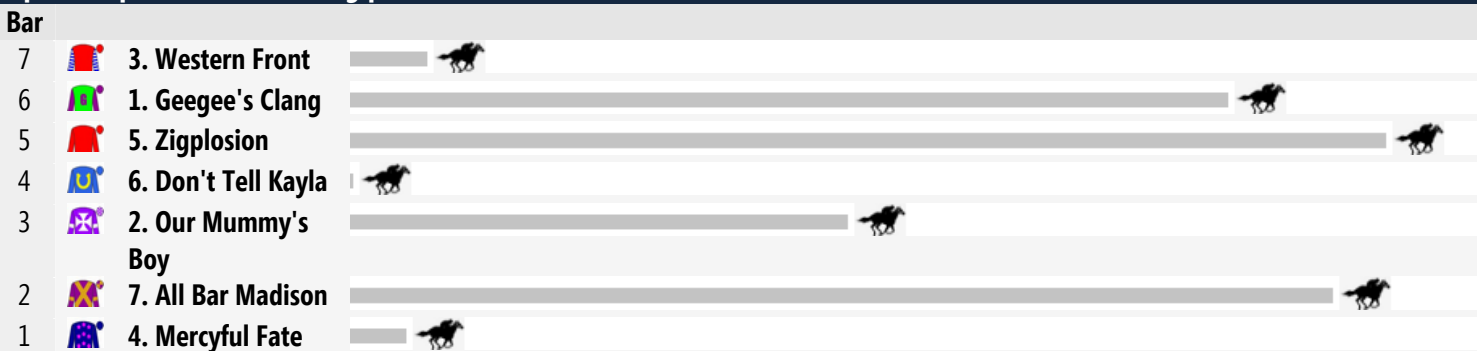 Bar
7 3. Western Front
6 G 1. Geegee's Clang
5 5. Zigplosion
4 6. Don't Tell Kayla
3 2. Our Mummy's
Boy
2 7. All Bar Madison
1 4. Mercyful Fate